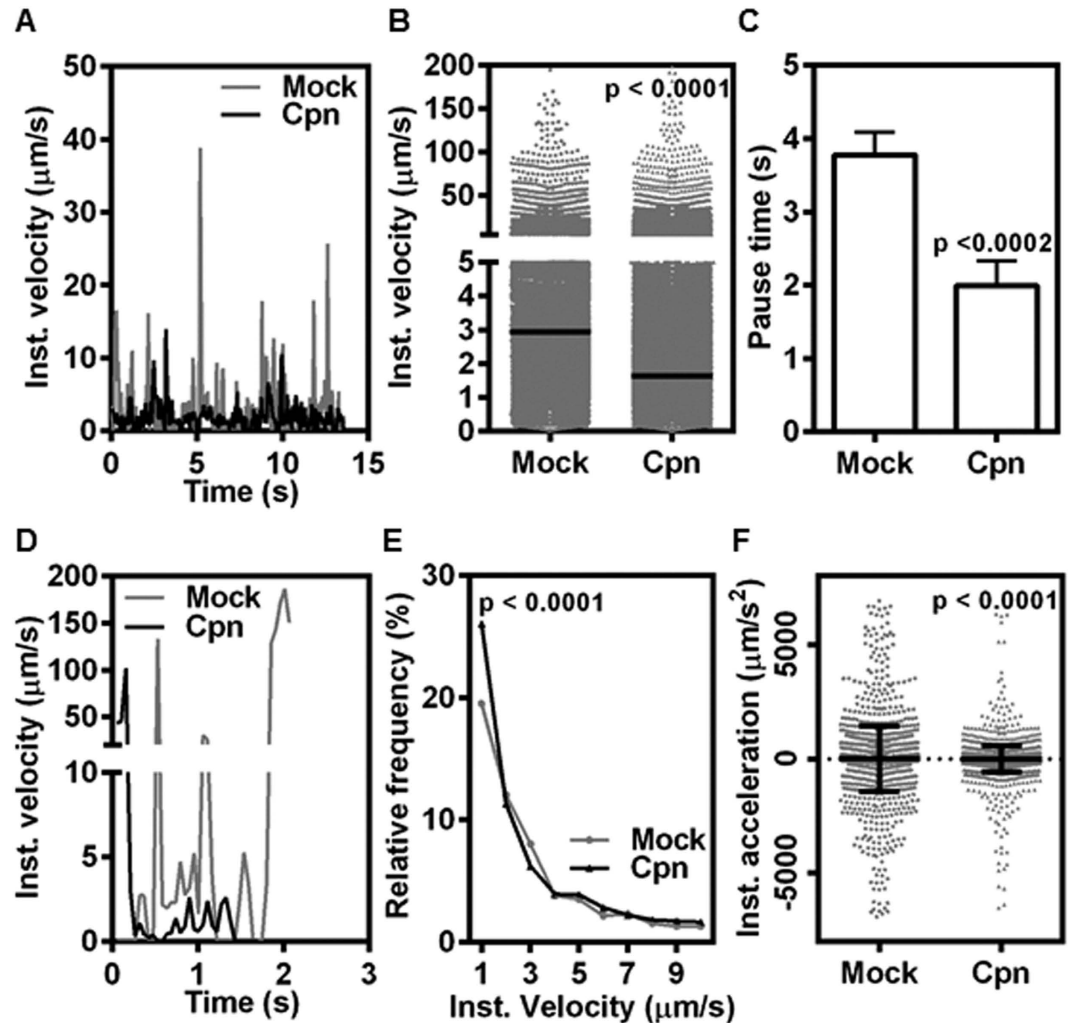 A
Inst. velocity (μm/s)
50
40
30
20
10
0
Mock
Cpn
0 5 10 15
Time (s)
B
Inst. velocity (μm/s)
200
150
100
50
5
4
3
2
1
0
p < 0.0001
Mock Cpn
C
Pause time (s)
5
4
3
2
1
0
p <0.0002
Mock Cpn
D
Inst. velocity (μm/s)
200
150
100
50
10
5
0
Mock
Cpn
0 1 2 3
Time (s)
E
Relative frequency (%)
30
20
10
0
p < 0.0001
Mock
Cpn
1 3 5 7 9
Inst. Velocity (μm/s)
F
Inst. acceleration (μm/s²)
5000
0
-5000
p < 0.0001
Mock Cpn